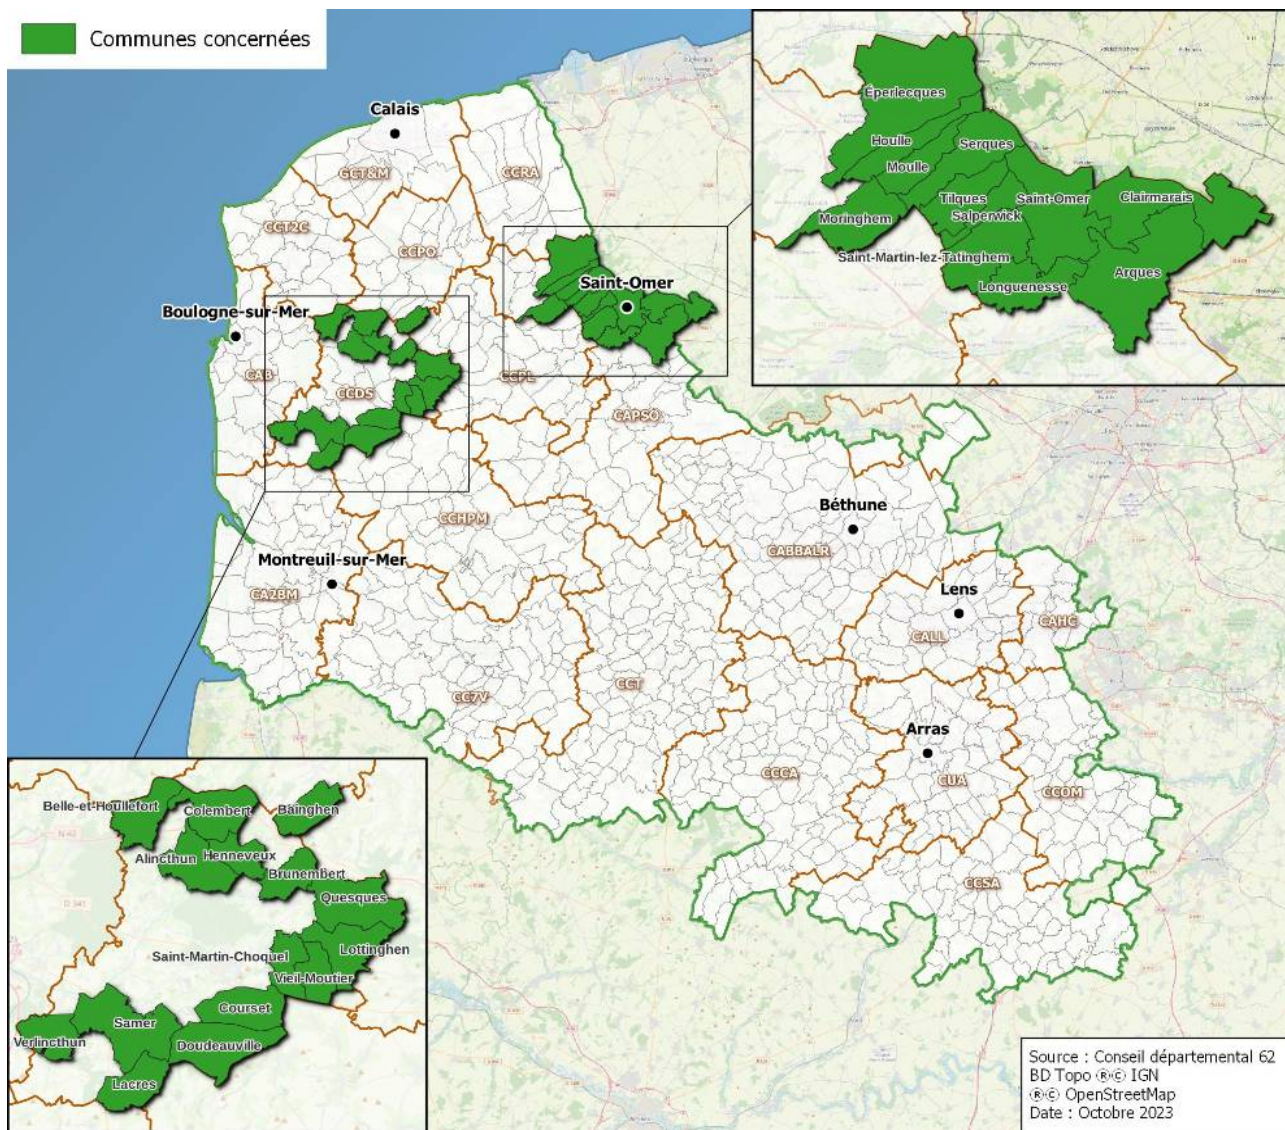 Communes concernées
Calais
GCT&M
CCRA
CCT2C
CCPO
Saint-Omer
Boulogne-sur-Mer
CAB
CCDS
CCPL
CAPSO
Béthune
CCHPM
CABBALR
Montreuil-sur-Mer
CA2BM
Lens
CALL
CAHC
CC7V
CCT
Arras
CCCA
CUA
CCOM
CCSA
Éperlecques
Houlle
Serques
Moulle
Tilques
Saint-Omer
Clairmarais
Salperwick
Moringhem
Saint-Martin-lez-Tatinghem
Arques
Longuenesse
Belle-et-Houllefort
Colembert
Bainghen
Alincthun
Henneveux
Brunembert
Quesques
Saint-Martin-Choquel
Lottinghen
Vieil-Moutier
Courset
Samer
Verlincthun
Doudeauville
Lacres
Source : Conseil départemental 62
BD Topo ®© IGN
®© OpenStreetMap
Date : Octobre 2023